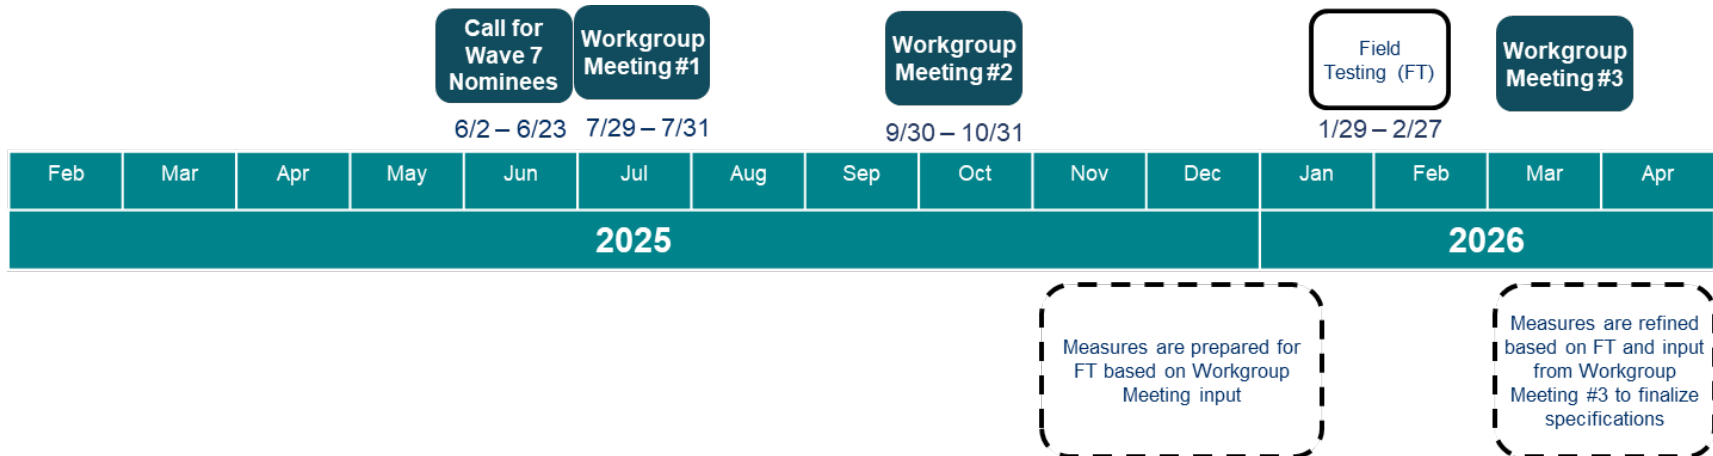 Call for
Wave 7
Nominees
Workgroup
Meeting #1
Workgroup
Meeting #2
Field
Testing (FT)
Workgroup
Meeting #3
6/2 – 6/23
7/29 – 7/31
9/30 – 10/31
1/29 – 2/27
Feb Mar Apr May Jun Jul Aug Sep Oct Nov Dec Jan Feb Mar Apr
2025 2026
Measures are prepared for
FT based on Workgroup
Meeting input
Measures are refined
based on FT and input
from Workgroup
Meeting #3 to finalize
specifications